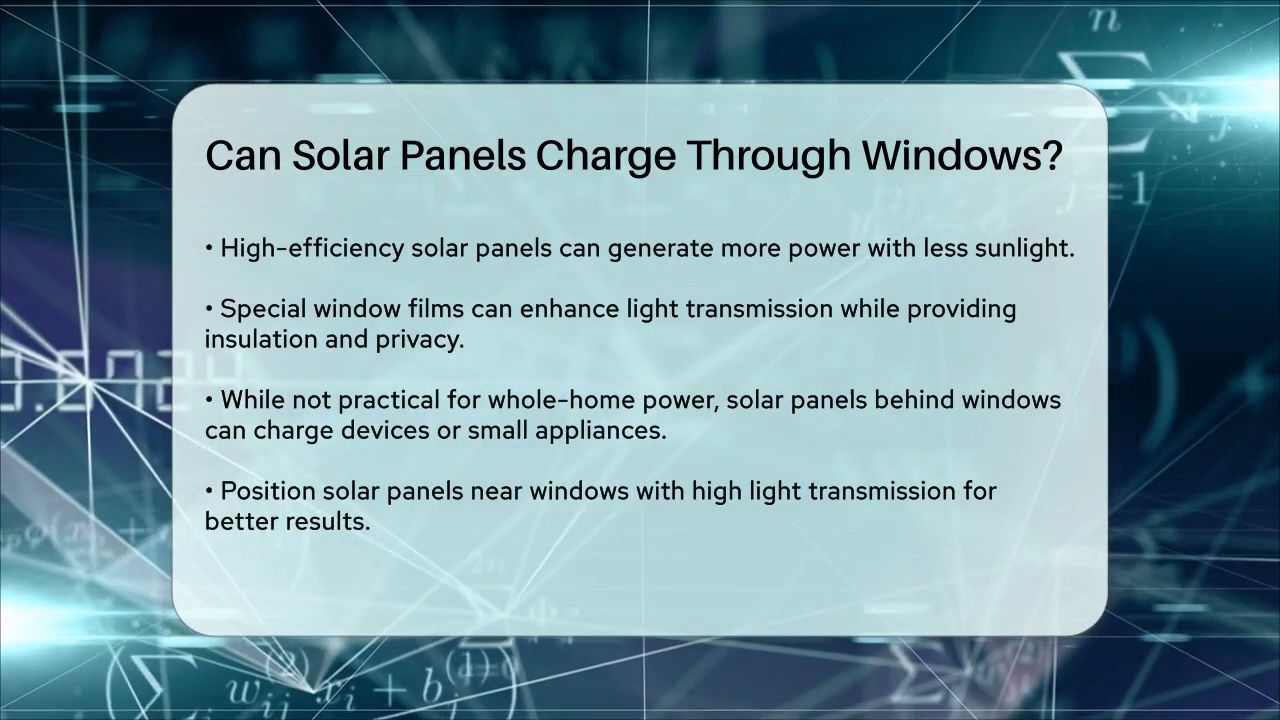 Can Solar Panels Charge Through Windows?
• High-efficiency solar panels can generate more power with less sunlight.
• Special window films can enhance light transmission while providing
insulation and privacy.
• While not practical for whole-home power, solar panels behind windows
can charge devices or small appliances.
• Position solar panels near windows with high light transmission for
better results.